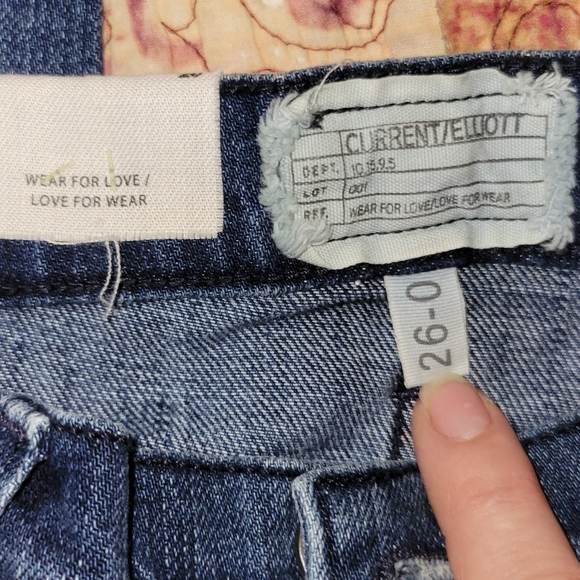 WEAR FOR LOVE /
LOVE FOR WEAR
CURRENT/ELLIOTT
DEPT. 10.15.9.5
LOT 001
REF. WEAR FOR LOVE/LOVE FOR WEAR
26-0